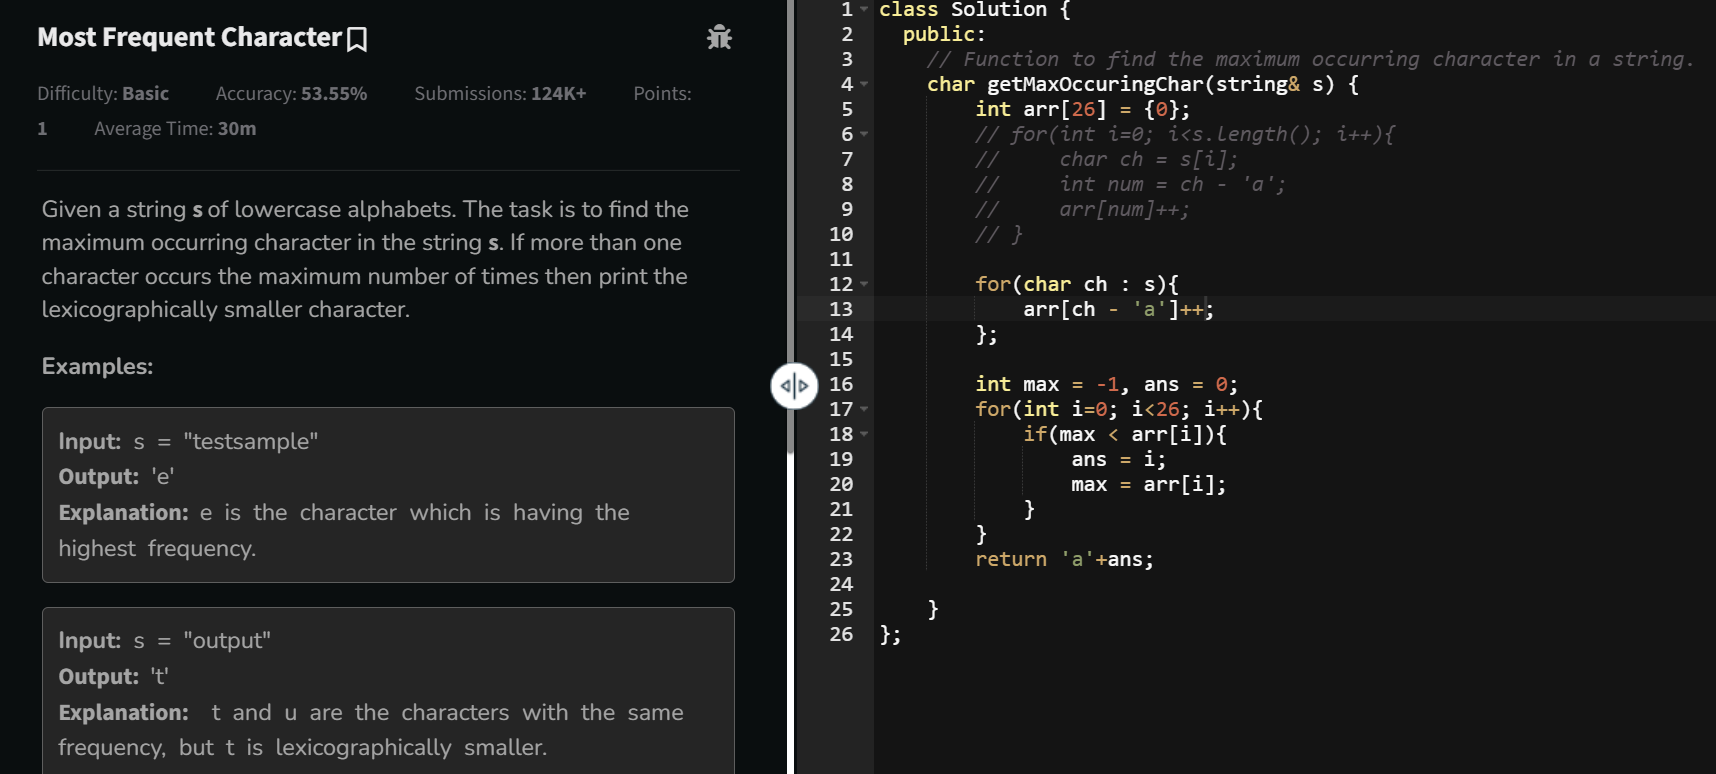 Most Frequent Character
Difficulty: Basic Accuracy: 53.55% Submissions: 124K+ Points:
1 Average Time: 30m
Given a string s of lowercase alphabets. The task is to find the
maximum occurring character in the string s. If more than one
character occurs the maximum number of times then print the
lexicographically smaller character.
Examples:
Input: s = "testsample"
Output: 'e'
Explanation: e is the character which is having the
highest frequency.
Input: s = "output"
Output: 't'
Explanation: t and u are the characters with the same
frequency, but t is lexicographically smaller.
1 class Solution {
2 public:
3 // Function to find the maximum occurring character in a string.
4 char getMaxOccuringChar(string& s) {
5 int arr[26] = {0};
6 // for(int i=0; i<s.length(); i++){
7 // char ch = s[i];
8 // int num = ch - 'a';
9 // arr[num]++;
10 // }
11
12 for(char ch : s){
13 arr[ch - 'a']++;
14 };
15
16 int max = -1, ans = 0;
17 for(int i=0; i<26; i++){
18 if(max < arr[i]){
19 ans = i;
20 max = arr[i];
21 }
22 }
23 return 'a'+ans;
24
25 }
26 };